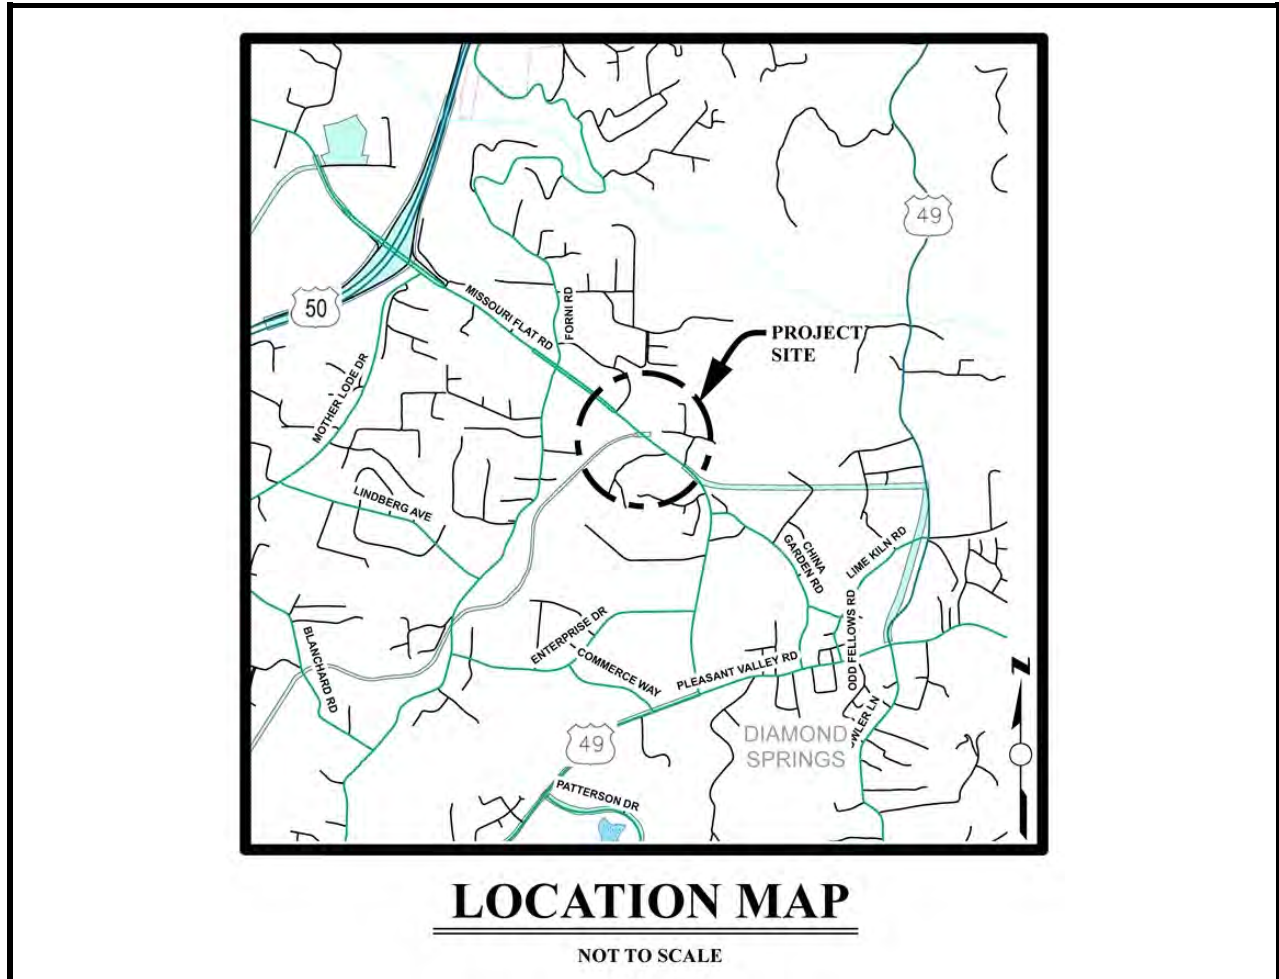 49
50
MISSOURI FLAT RD
FORNI RD
PROJECT
SITE
MOTHER LODE DR
LINDBERG AVE
CHINA
GARDEN RD
LIME KILN RD
ODD FELLOWS RD
ENTERPRISE DR
COMMERCE WAY
PLEASANT VALLEY RD
BLANCHARD RD
WLER LN
49
DIAMOND
SPRINGS
PATTERSON DR
N
LOCATION MAP
NOT TO SCALE